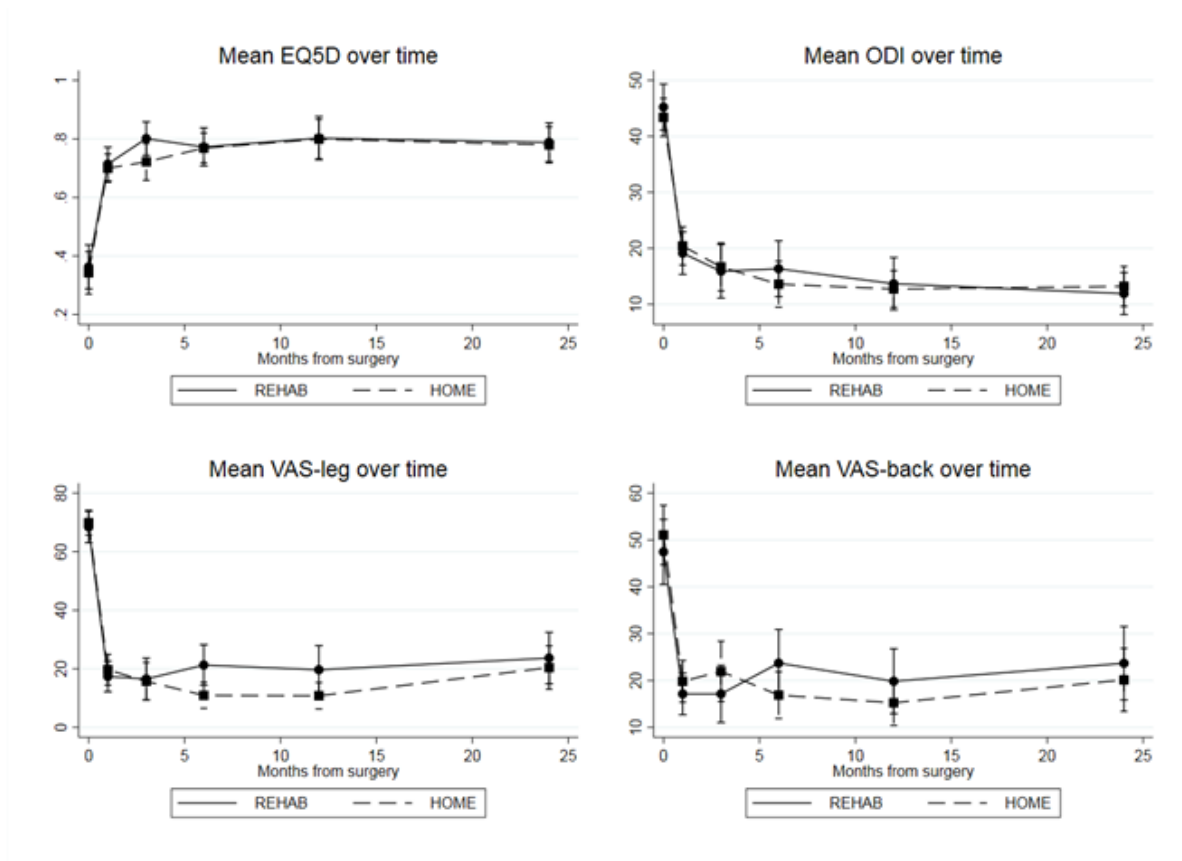 Mean EQ5D over time
1
.8
.6
.4
.2
0 5 10 15 20 25
Months from surgery
REHAB HOME
Mean ODI over time
50
40
30
20
10
0 5 10 15 20 25
Months from surgery
REHAB HOME
Mean VAS-leg over time
80
60
40
20
0
0 5 10 15 20 25
Months from surgery
REHAB HOME
Mean VAS-back over time
60
50
40
30
20
10
0 5 10 15 20 25
Months from surgery
REHAB HOME